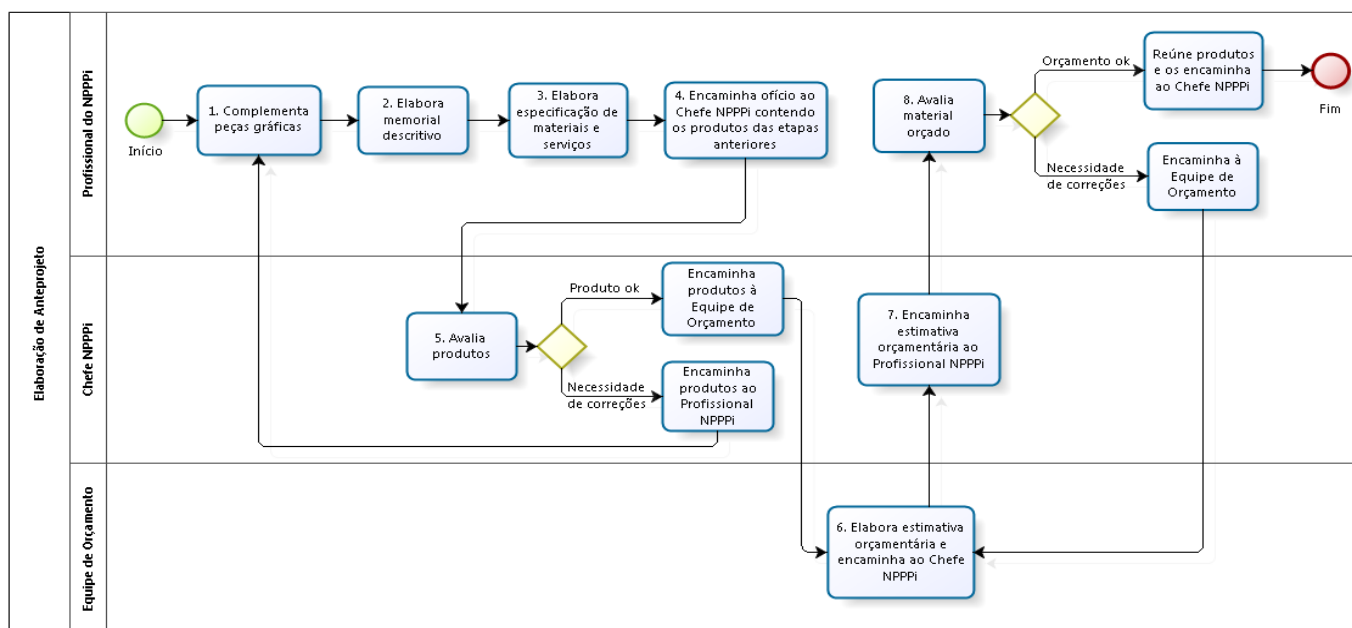 Elaboração de Anteprojeto
Profissional do NPPPi
Início
1. Complementa
peças gráficas
2. Elabora
memorial
descritivo
3. Elabora
especificação de
materiais e
serviços
4. Encaminha ofício ao
Chefe NPPPi contendo
os produtos das etapas
anteriores
8. Avalia
material
orçado
Orçamento ok
Reúne produtos
e os encaminha
ao Chefe NPPPi
Fim
Necessidade
de correções
Encaminha à
Equipe de
Orçamento
Chefe NPPPi
5. Avalia
produtos
Produto ok
Encaminha
produtos à
Equipe de
Orçamento
Necessidade
de correções
Encaminha
produtos ao
Profissional
NPPPi
7. Encaminha
estimativa
orçamentária ao
Profissional NPPPi
Equipe de Orçamento
6. Elabora estimativa
orçamentária e
encaminha ao Chefe
NPPPi